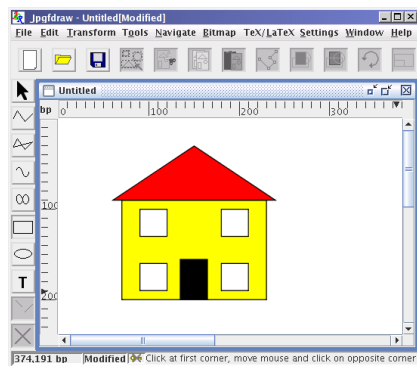 Jpgfdraw - Untitled[Modified]
File Edit Transform Tools Navigate Bitmap TeX/LaTeX Settings Window Help
Untitled
bp 0 100 200 300
100
200
T
374,191 bp Modified Click at first corner, move mouse and click on opposite corner